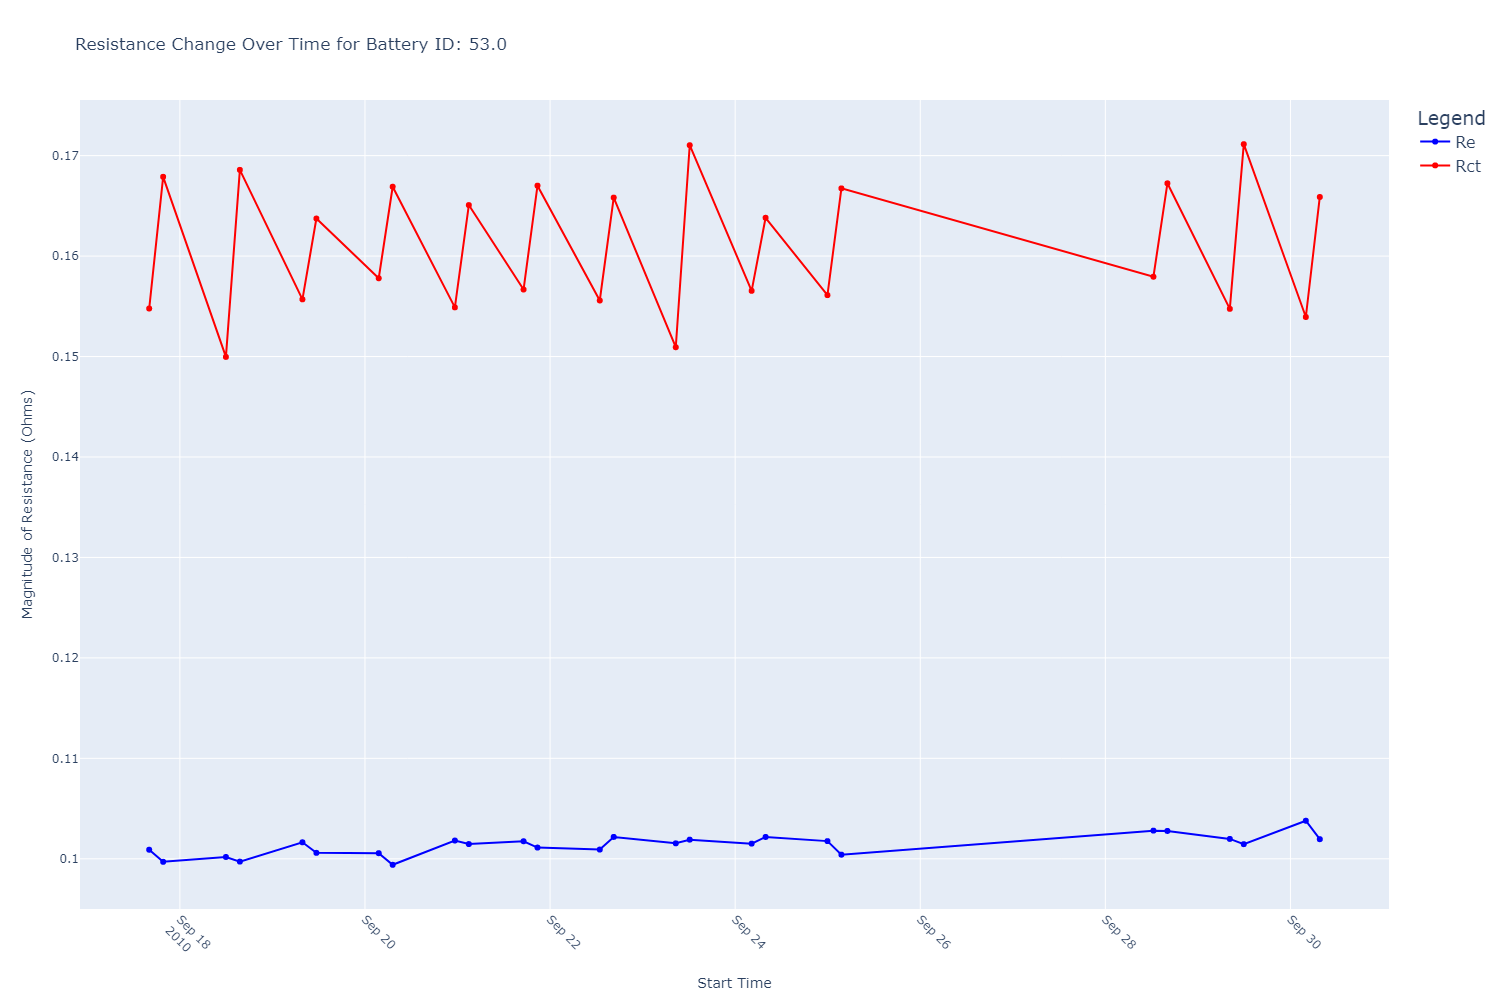 Resistance Change Over Time for Battery ID: 53.0
Legend
Re
Rct
Magnitude of Resistance (Ohms)
0.17
0.16
0.15
0.14
0.13
0.12
0.11
0.1
Sep 18
2010
Sep 20
Sep 22
Sep 24
Sep 26
Sep 28
Sep 30
Start Time